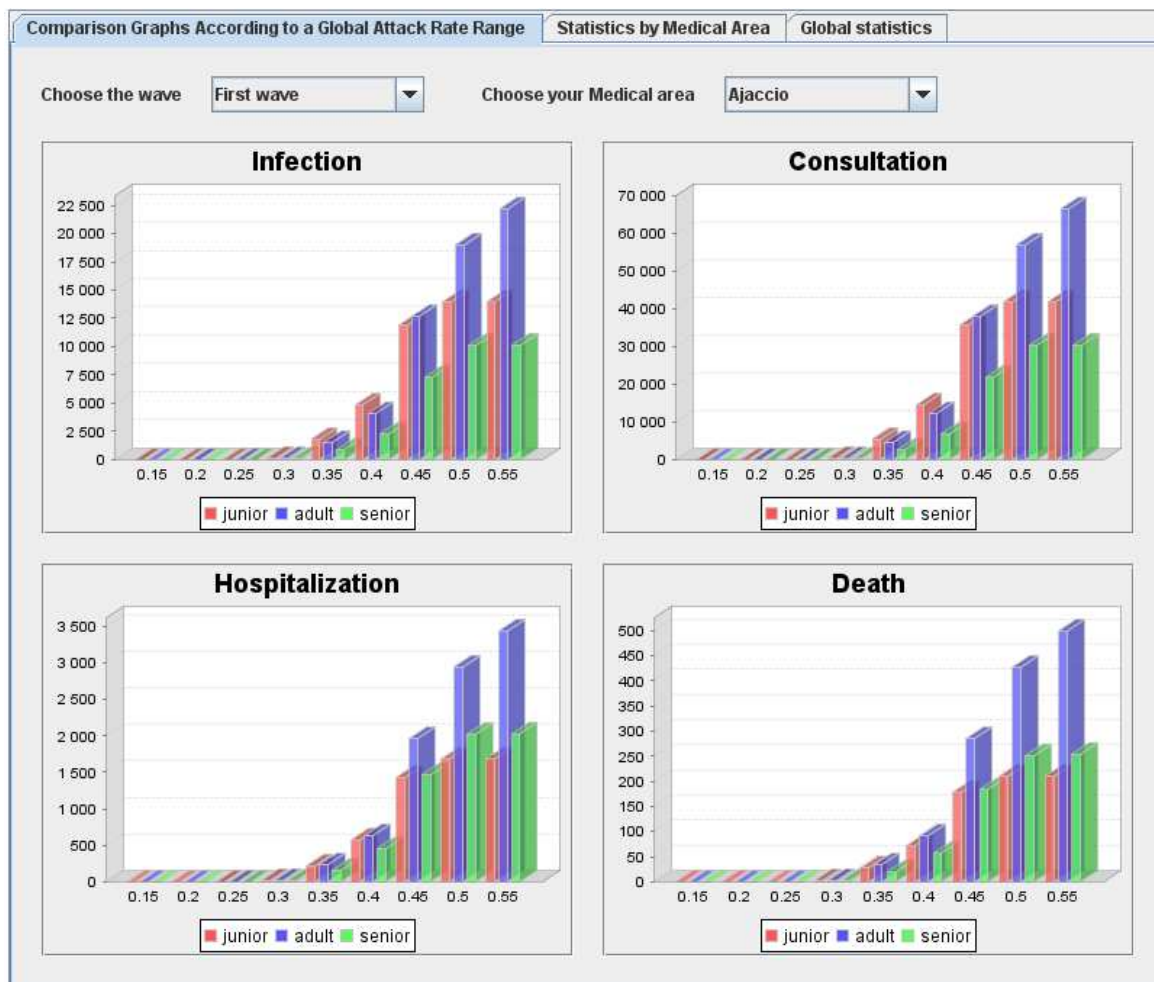 Comparison Graphs According to a Global Attack Rate Range Statistics by Medical Area Global statistics
Choose the wave First wave Choose your Medical area Ajaccio
Infection
22 500
20 000
17 500
15 000
12 500
10 000
7 500
5 000
2 500
0
0.15 0.2 0.25 0.3 0.35 0.4 0.45 0.5 0.55
junior adult senior
Consultation
70 000
60 000
50 000
40 000
30 000
20 000
10 000
0
0.15 0.2 0.25 0.3 0.35 0.4 0.45 0.5 0.55
junior adult senior
Hospitalization
3 500
3 000
2 500
2 000
1 500
1 000
500
0
0.15 0.2 0.25 0.3 0.35 0.4 0.45 0.5 0.55
junior adult senior
Death
500
450
400
350
300
250
200
150
100
50
0
0.15 0.2 0.25 0.3 0.35 0.4 0.45 0.5 0.55
junior adult senior